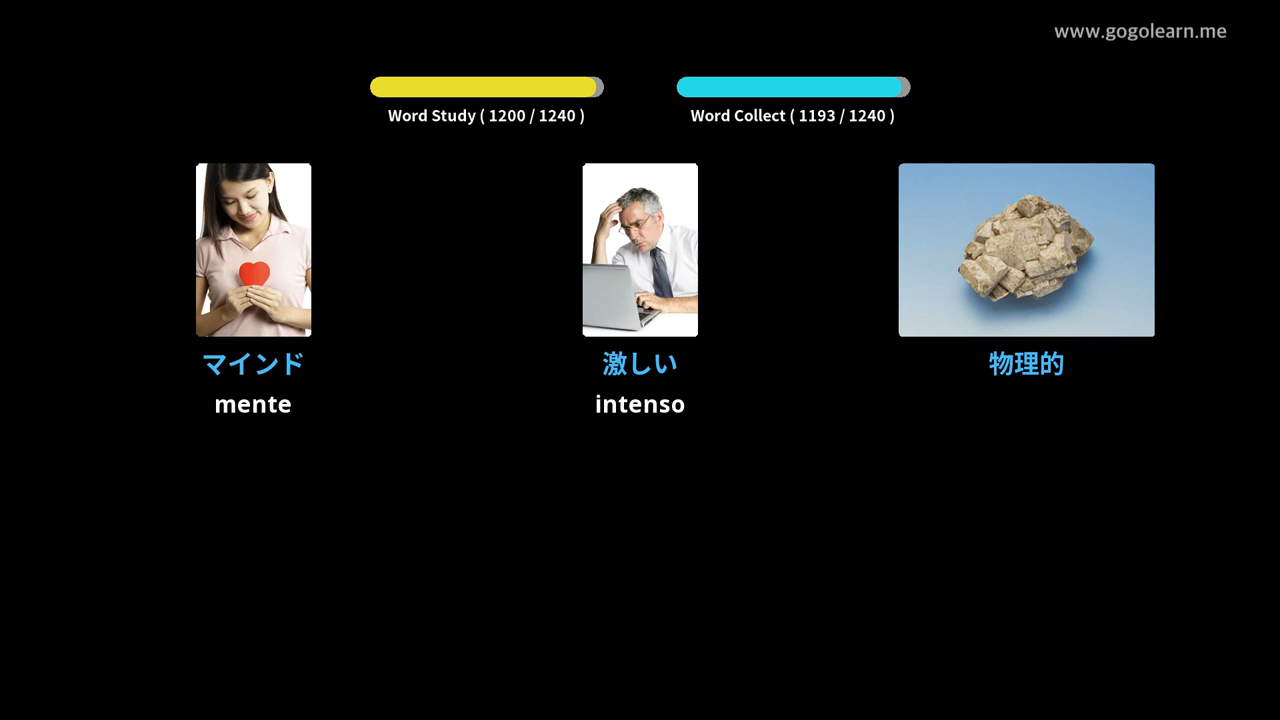 www.gogolearn.me
Word Study ( 1200 / 1240 )
Word Collect ( 1193 / 1240 )
マインド
mente
激しい
intenso
物理的